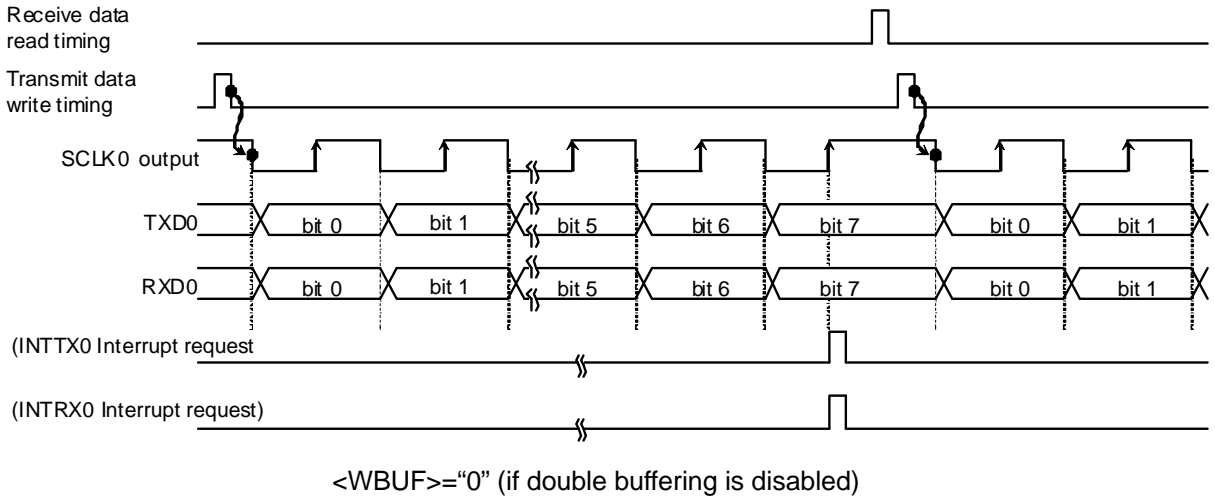 Receive data
read timing
Transmit data
write timing
SCLK0 output
TXD0 bit 0 bit 1 bit 5 bit 6 bit 7 bit 0 bit 1
RXD0 bit 0 bit 1 bit 5 bit 6 bit 7 bit 0 bit 1
(INTTX0 Interrupt request
(INTRX0 Interrupt request)
<WBUF>=“0” (if double buffering is disabled)